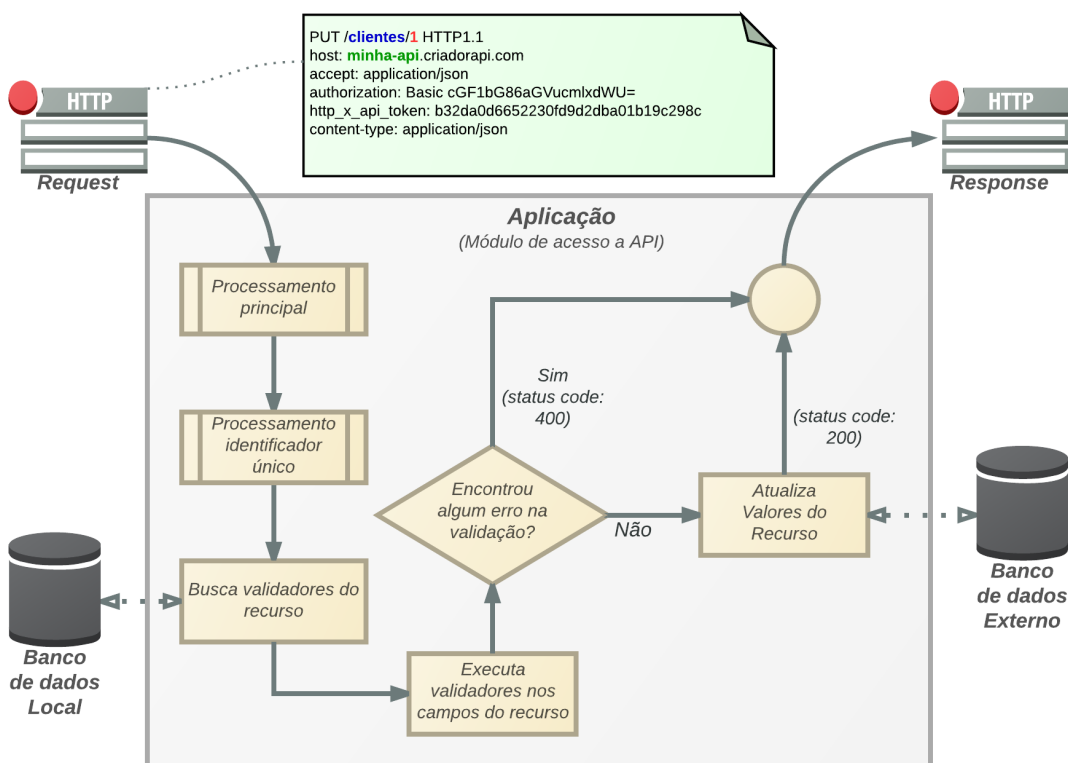 PUT /clientes/1 HTTP1.1
host: minha-api.criadorapi.com
accept: application/json
authorization: Basic cGF1bG86aGVucmlxdWU=
http_x_api_token: b32da0d6652230fd9d2dba01b19c298c
content-type: application/json
HTTP
Request
HTTP
Response
Aplicação
(Módulo de acesso a API)
Processamento
principal
Processamento
identificador
único
Busca validadores do
recurso
Banco
de dados
Local
Executa
validadores nos
campos do recurso
Encontrou
algum erro na
validação?
Sim
(status code:
400)
Não
Atualiza
Valores do
Recurso
(status code:
200)
Banco
de dados
Externo